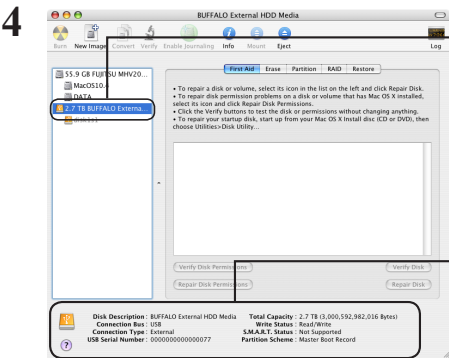 4
BUFFALO External HDD Media
Burn New Image Convert Verify Enable Journaling Info Mount Eject Log
55.9 GB FUJITSU MHV20...
MacOS10.
DATA
2.7 TB BUFFALO Externa...
disk1s1
First Aid Erase Partition RAID Restore
• To repair a disk or volume, select its icon in the list on the left and click Repair Disk.
• To repair disk permission problems on a disk or volume that has Mac OS X installed,
select its icon and click Repair Disk Permissions.
• Click the Verify buttons to test the disk or permissions without changing anything.
• To repair your startup disk, start up from your Mac OS X Install disc (CD or DVD), then
choose Utilities>Disk Utility...
Verify Disk Permissions Verify Disk
Repair Disk Permissions Repair Disk
Disk Description : BUFFALO External HDD Media Total Capacity : 2.7 TB (3,000,592,982,016 Bytes)
Connection Bus : USB Write Status : Read/Write
Connection Type : External S.M.A.R.T. Status : Not Supported
USB Serial Number : 0000000000000077 Partition Scheme : Master Boot Record
?